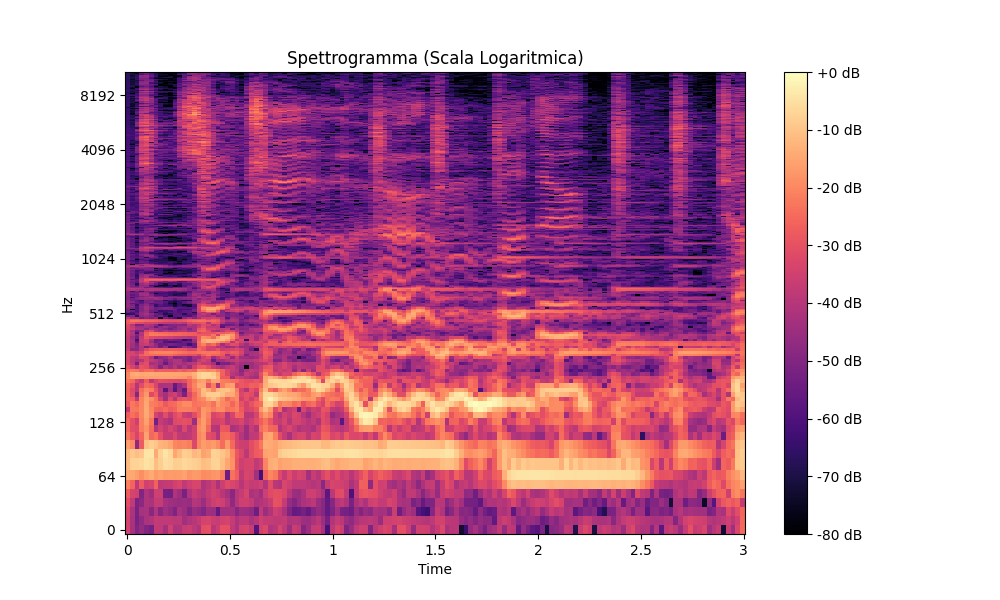 Spettrogramma (Scala Logaritmica)
Hz
8192
4096
2048
1024
512
256
128
64
0
0 0.5 1 1.5 2 2.5 3
Time
+0 dB
-10 dB
-20 dB
-30 dB
-40 dB
-50 dB
-60 dB
-70 dB
-80 dB